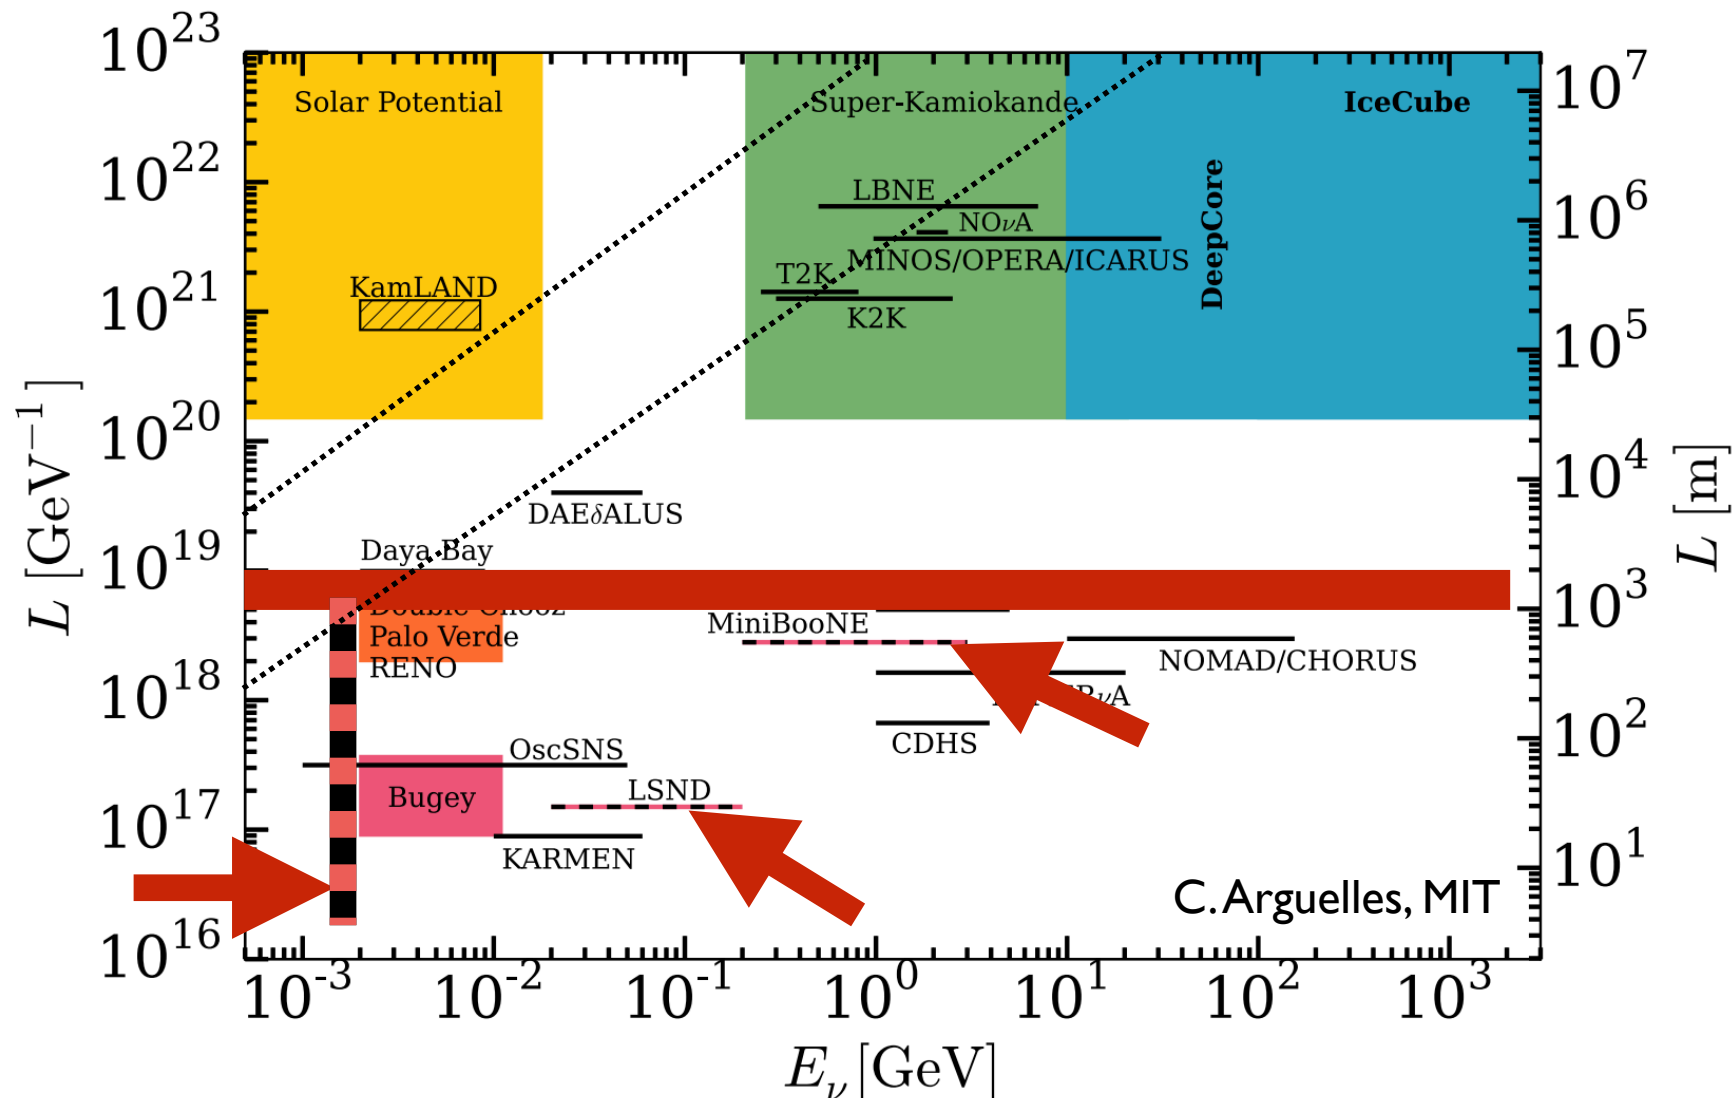 10^23
10^22
10^21
10^20
10^19
10^18
10^17
10^16
L [GeV^−1]
10^7
10^6
10^5
10^4
10^3
10^2
10^1
L [m]
Solar Potential
Super-Kamiokande
IceCube
DeepCore
LBNE
NOνA
MINOS/OPERA/ICARUS
T2K
K2K
KamLAND
DAEδALUS
Daya Bay
Double Chooz
Palo Verde
RENO
MiniBooNE
NOMAD/CHORUS
νA
CDHS
OscSNS
Bugey
LSND
KARMEN
C. Arguelles, MIT
10^-3
10^-2
10^-1
10^0
10^1
10^2
10^3
E_ν [GeV]